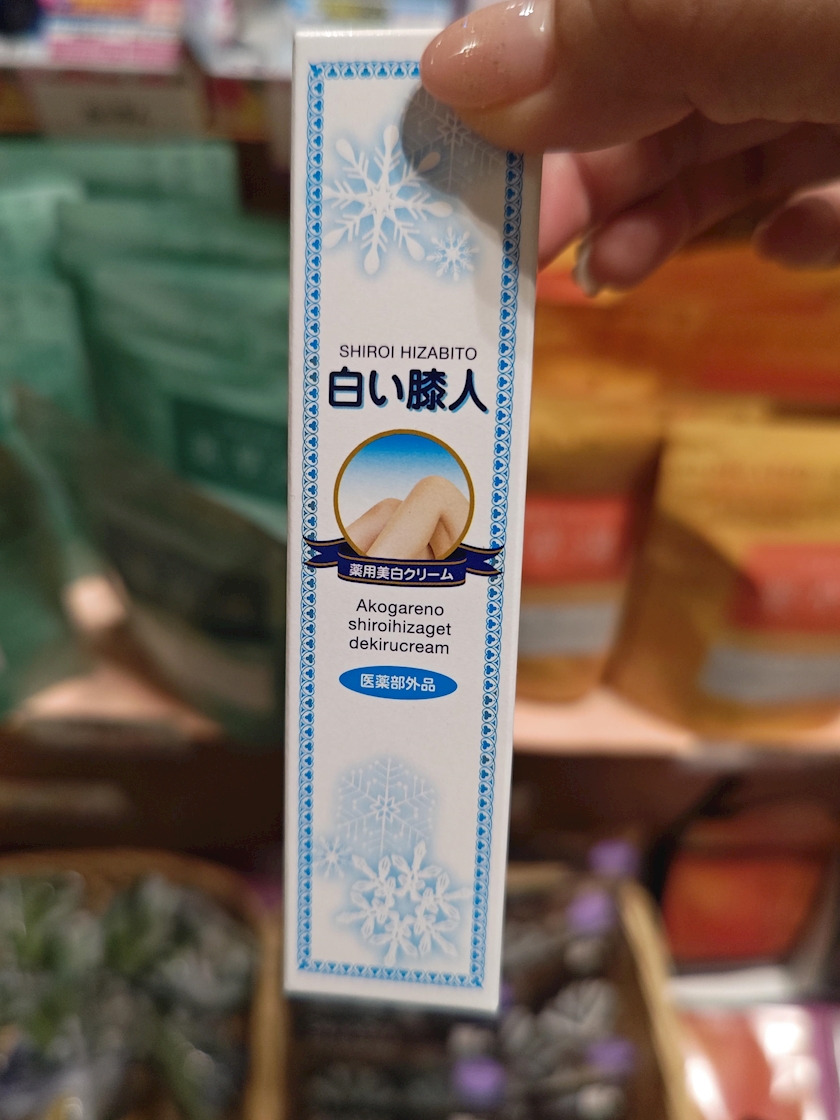 SHIROI HIZABITO
白い膝人
薬用美白クリーム
Akogareno
shiroihizaget
dekirucream
医薬部外品